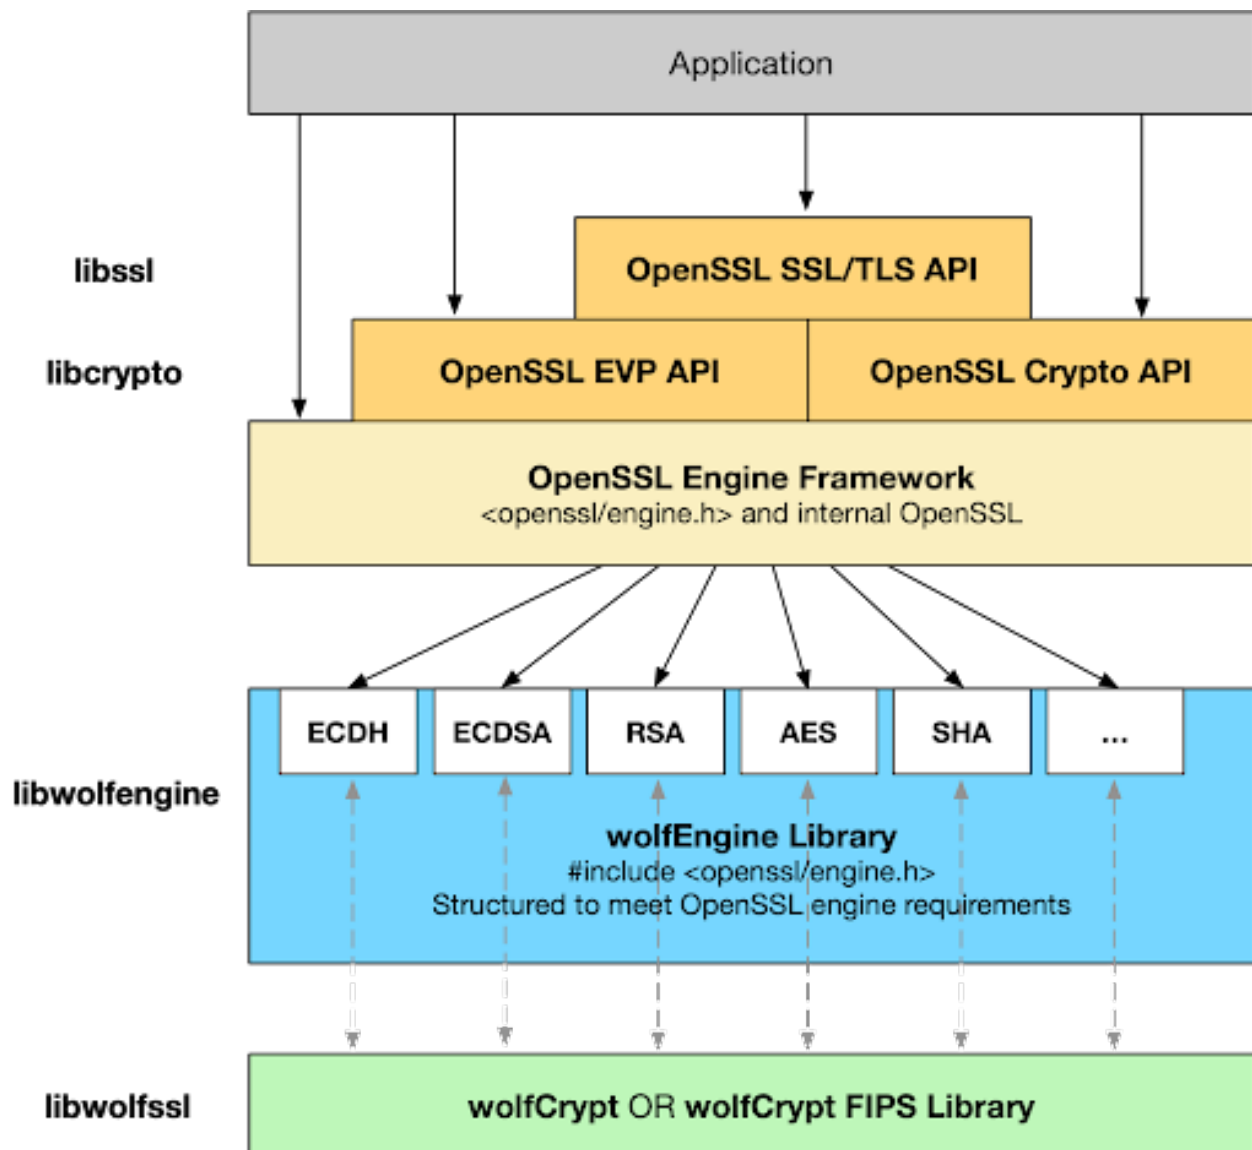 Application
libssl
OpenSSL SSL/TLS API
libcrypto
OpenSSL EVP API
OpenSSL Crypto API
OpenSSL Engine Framework
<openssl/engine.h> and internal OpenSSL
ECDH
ECDSA
RSA
AES
SHA
...
libwolfengine
wolfEngine Library
#include <openssl/engine.h>
Structured to meet OpenSSL engine requirements
libwolfssl
wolfCrypt OR wolfCrypt FIPS Library